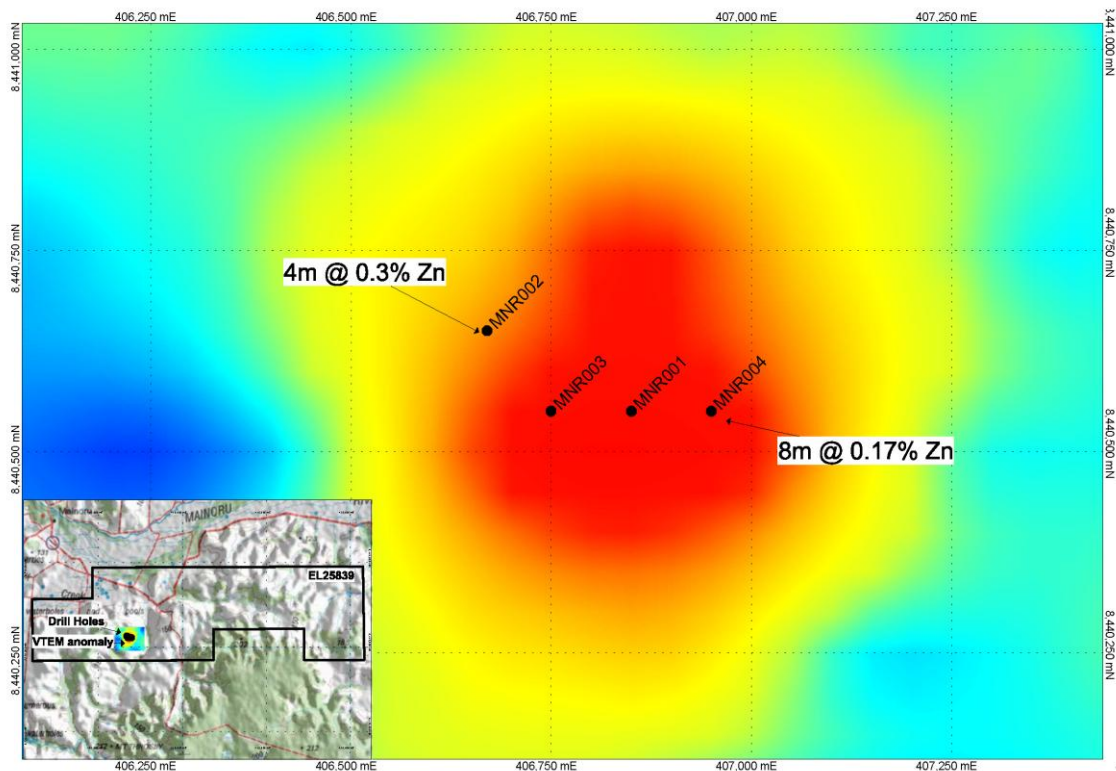 406,250 mE
406,500 mE
406,750 mE
407,000 mE
407,250 mE
8,441,000 mN
8,441,000 mN
8,440,750 mN
8,440,750 mN
4m @ 0.3% Zn
MNR002
MNR003
MNR001
MNR004
8m @ 0.17% Zn
8,440,500 mN
8,440,500 mN
MAINORU
Mainoru
EL25839
Creek
Drill Holes
VTEM anomaly
8,440,250 mN
8,440,250 mN
406,250 mE
406,500 mE
406,750 mE
407,000 mE
407,250 mE